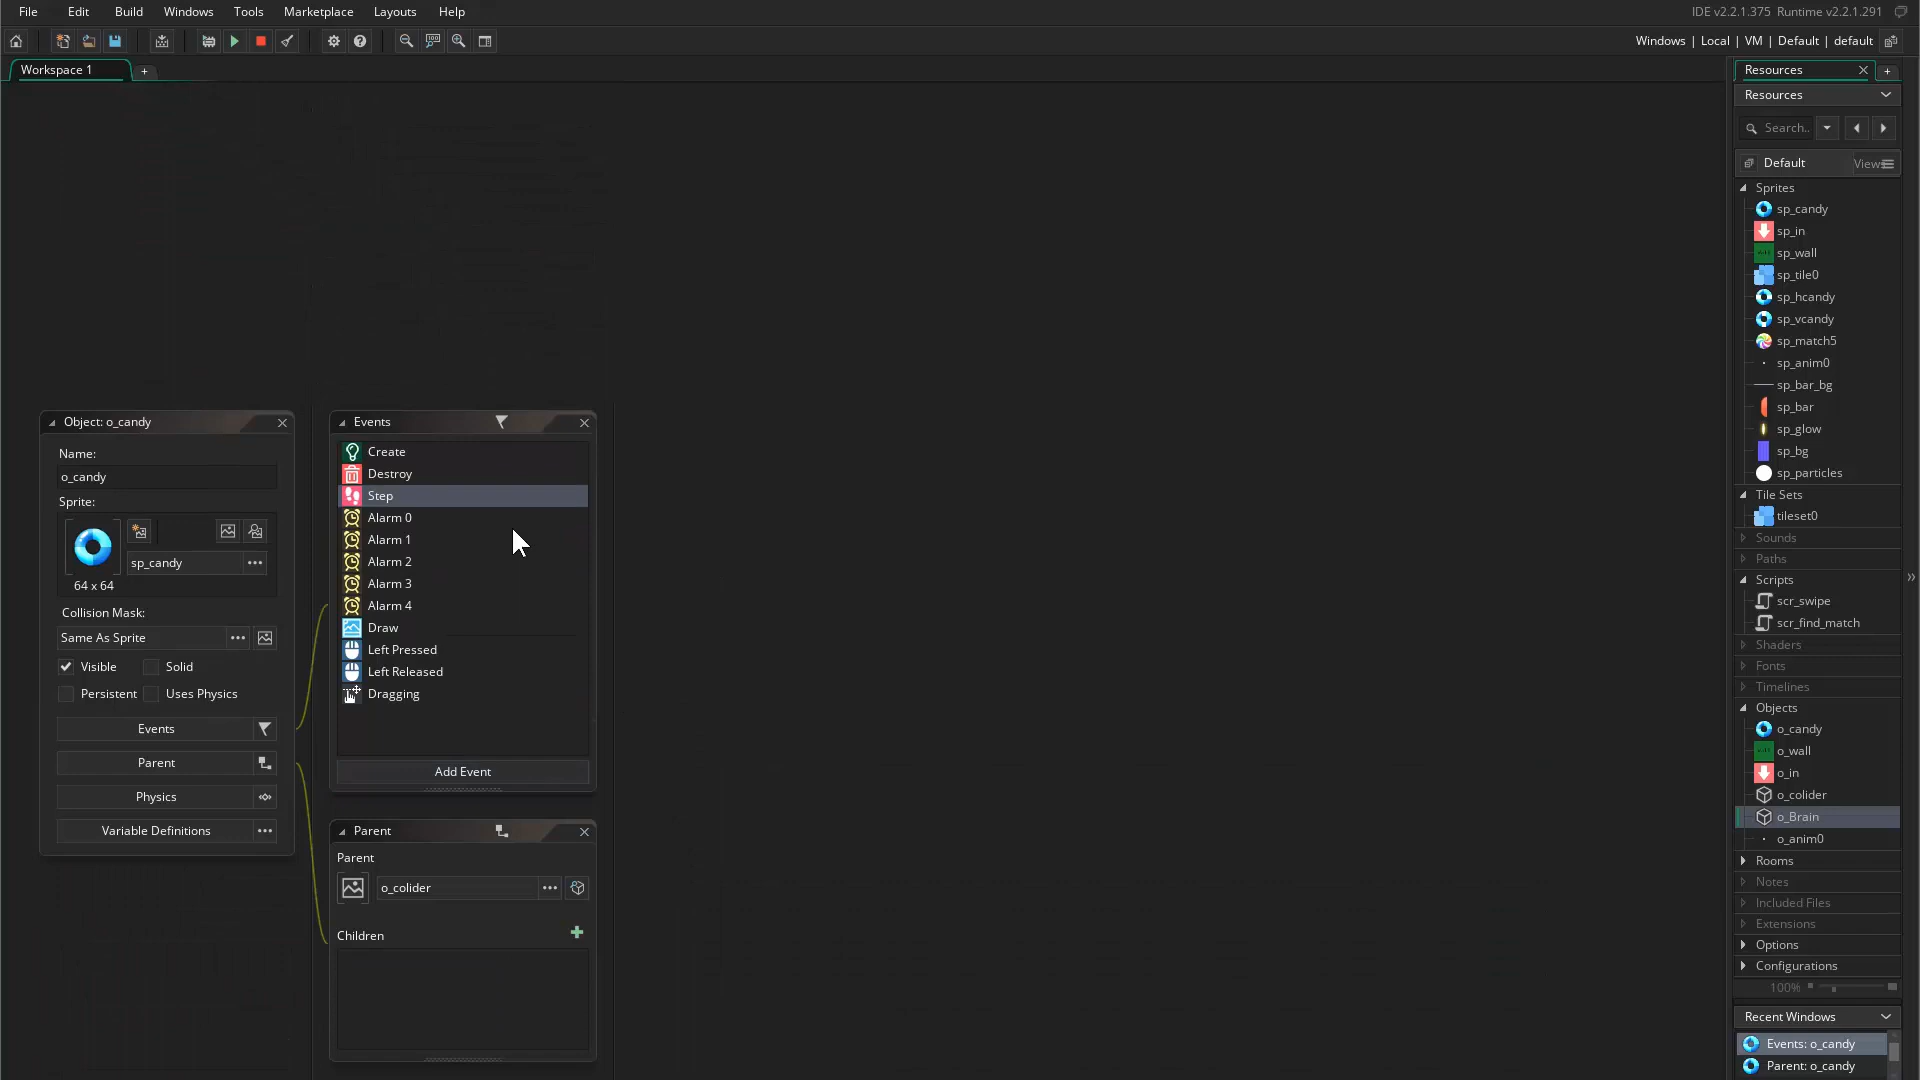 File Edit Build Windows Tools Marketplace Layouts Help
IDE v2.2.1.375 Runtime v2.2.1.291
Windows | Local | VM | Default | default
Workspace 1
Object: o_candy
Name:
o_candy
Sprite:
sp_candy
64 x 64
Collision Mask:
Same As Sprite
Visible Solid
Persistent Uses Physics
Events
Parent
Physics
Variable Definitions
Events
Create
Destroy
Step
Alarm 0
Alarm 1
Alarm 2
Alarm 3
Alarm 4
Draw
Left Pressed
Left Released
Dragging
Add Event
Parent
Parent
o_colider
Children
Resources
Resources
Search..
Default View
Sprites
sp_candy
sp_in
sp_wall
sp_tile0
sp_hcandy
sp_vcandy
sp_match5
sp_anim0
sp_bar_bg
sp_bar
sp_glow
sp_bg
sp_particles
Tile Sets
tileset0
Sounds
Paths
Scripts
scr_swipe
scr_find_match
Shaders
Fonts
Timelines
Objects
o_candy
o_wall
o_in
o_colider
o_Brain
o_anim0
Rooms
Notes
Included Files
Extensions
Options
Configurations
100%
Recent Windows
Events: o_candy
Parent: o_candy